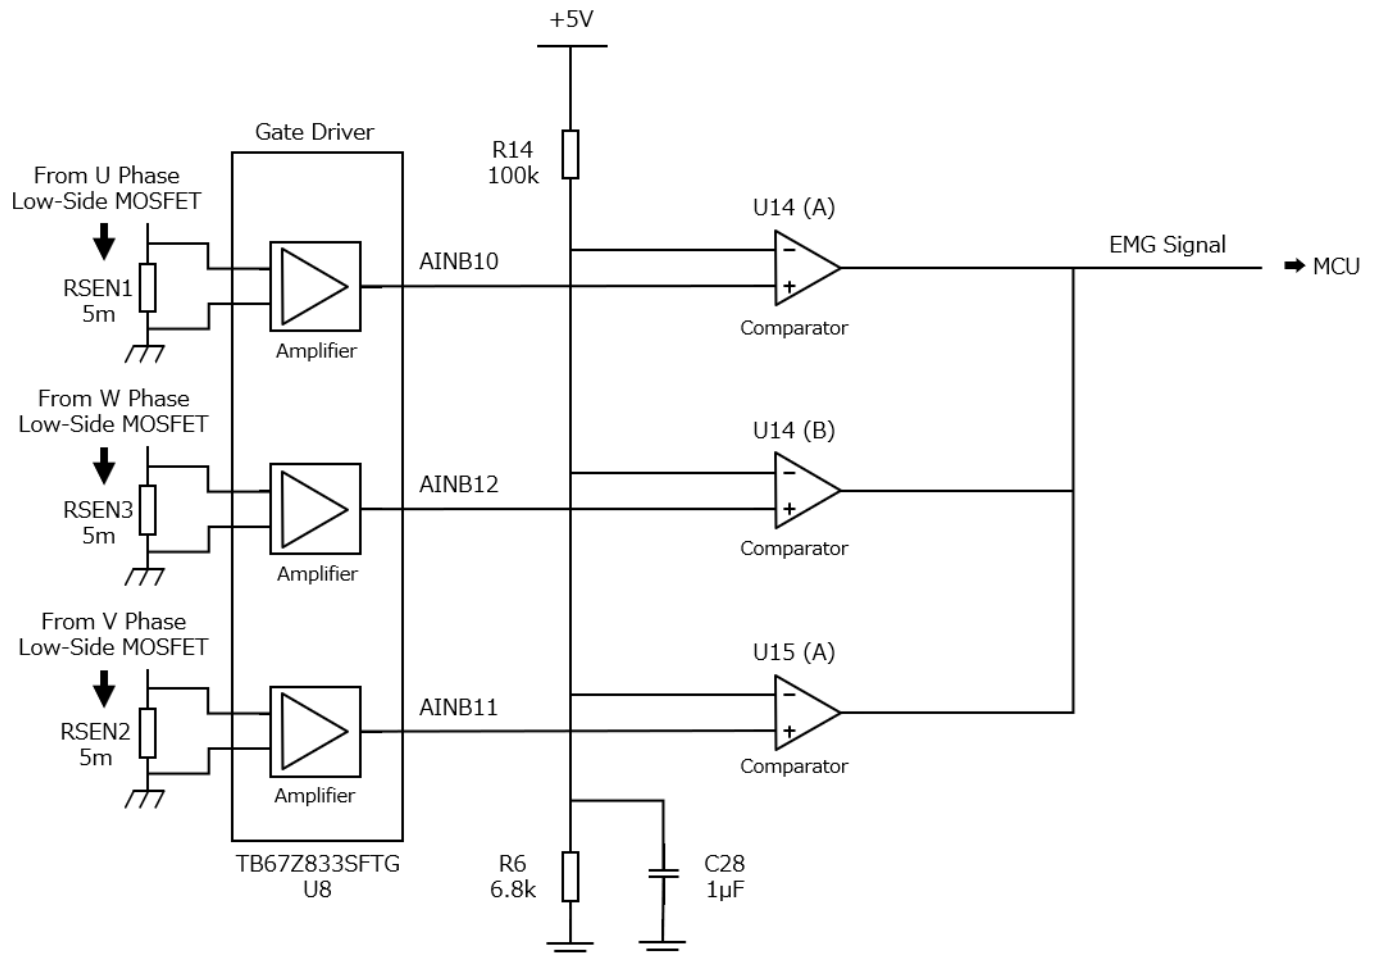 +5V
Gate Driver
R14
100k
From U Phase
Low-Side MOSFET
U14 (A)
EMG Signal
MCU
AINB10
RSEN1
5m
−
+
Amplifier
Comparator
From W Phase
Low-Side MOSFET
U14 (B)
AINB12
RSEN3
5m
−
+
Amplifier
Comparator
From V Phase
Low-Side MOSFET
U15 (A)
AINB11
RSEN2
5m
−
+
Amplifier
Comparator
TB67Z833SFTG
U8
R6
6.8k
C28
1µF